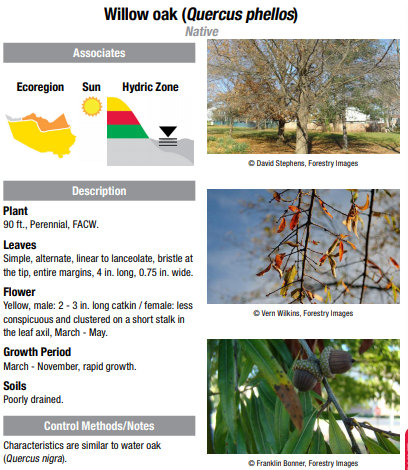 Willow oak (Quercus phellos)
Native
Associates
Ecoregion
Sun
Hydric Zone
© David Stephens, Forestry Images
Description
Plant
90 ft., Perennial, FACW.
Leaves
Simple, alternate, linear to lanceolate, bristle at
the tip, entire margins, 4 in. long, 0.75 in. wide.
Flower
Yellow, male: 2 - 3 in. long catkin / female: less
conspicuous and clustered on a short stalk in
the leaf axil, March - May.
Growth Period
March - November, rapid growth.
Soils
Poorly drained.
© Vern Wilkins, Forestry Images
Control Methods/Notes
Characteristics are similar to water oak
(Quercus nigra).
© Franklin Bonner, Forestry Images